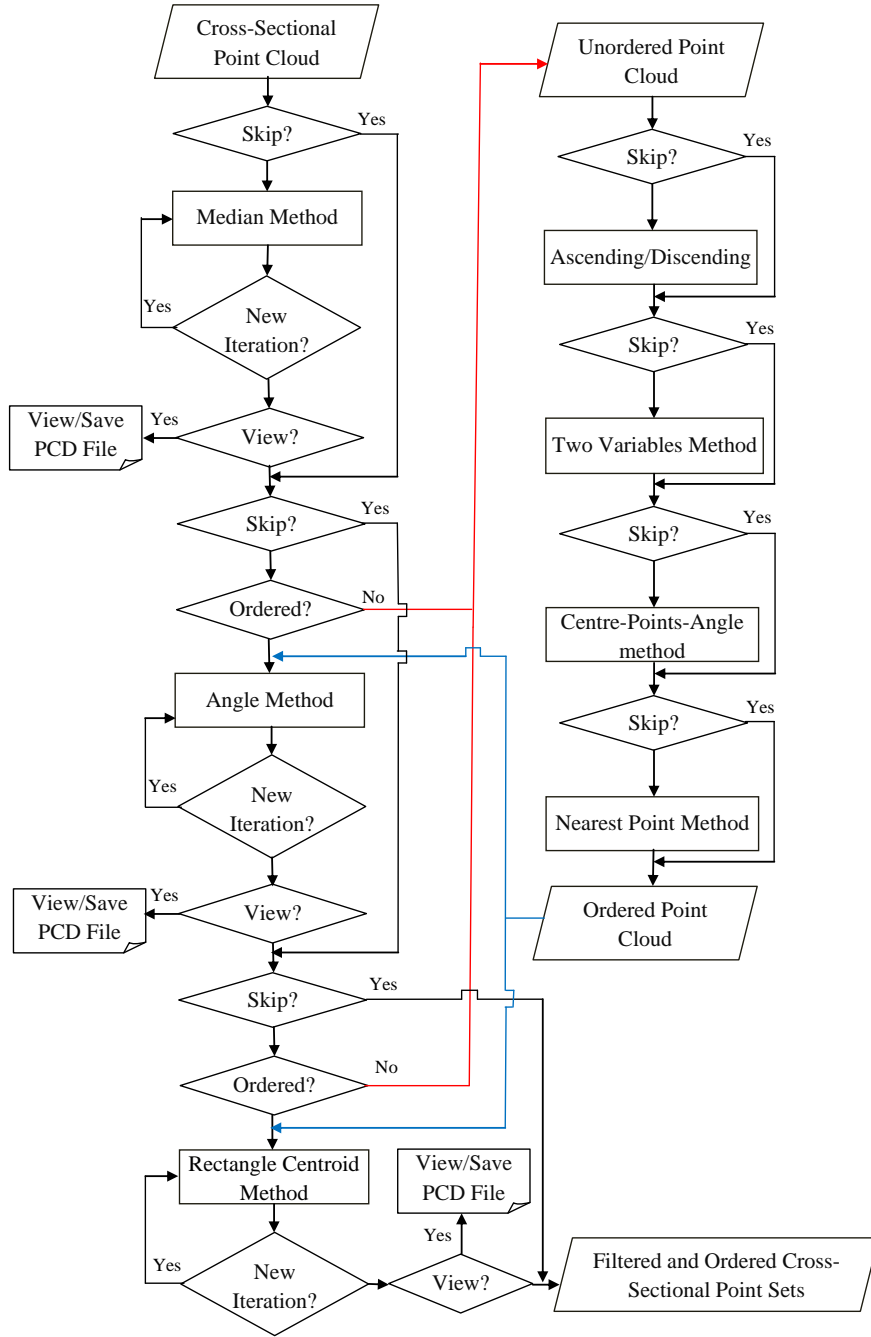 Cross-Sectional
Point Cloud
Yes
Skip?
Median Method
Yes
New
Iteration?
View/Save
PCD File
Yes
View?
Skip?
Yes
Ordered?
No
Angle Method
Yes
New
Iteration?
View/Save
PCD File
Yes
View?
Skip?
Yes
Ordered?
No
Rectangle Centroid
Method
Yes
New
Iteration?
View/Save
PCD File
Yes
View?
Filtered and Ordered Cross-
Sectional Point Sets
Unordered Point
Cloud
Yes
Skip?
Ascending/Discending
Yes
Skip?
Two Variables Method
Yes
Skip?
Centre-Points-Angle
method
Yes
Skip?
Nearest Point Method
Ordered Point
Cloud